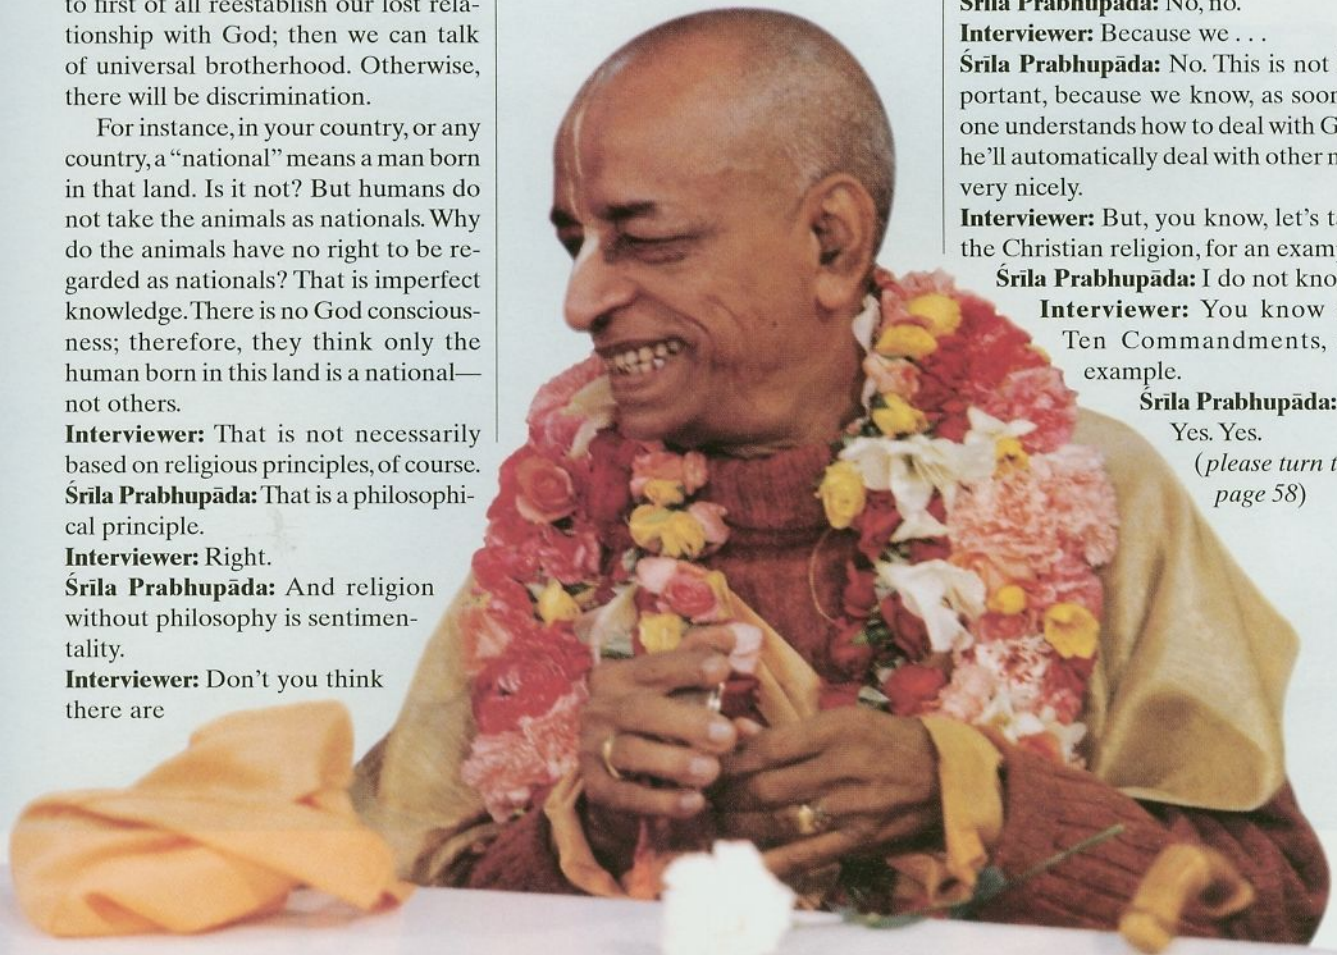 to first of all reestablish our lost rela-
tionship with God; then we can talk
of universal brotherhood. Otherwise,
there will be discrimination.
For instance, in your country, or any
country, a “national” means a man born
in that land. Is it not? But humans do
not take the animals as nationals. Why
do the animals have no right to be re-
garded as nationals? That is imperfect
knowledge. There is no God conscious-
ness; therefore, they think only the
human born in this land is a national—
not others.
Interviewer: That is not necessarily
based on religious principles, of course.
Śrīla Prabhupāda: That is a philosophi-
cal principle.
Interviewer: Right.
Śrīla Prabhupāda: And religion
without philosophy is sentimen-
tality.
Interviewer: Don’t you think
there are
Śrīla Prabhupāda: No, no.
Interviewer: Because we . . .
Śrīla Prabhupāda: No. This is not
portant, because we know, as soon
one understands how to deal with G
he’ll automatically deal with other
very nicely.
Interviewer: But, you know, let’s
the Christian religion, for an exam
Śrīla Prabhupāda: I do not kno
Interviewer: You know
Ten Commandments,
example.
Śrīla Prabhupāda:
Yes. Yes.
(please turn t
page 58)